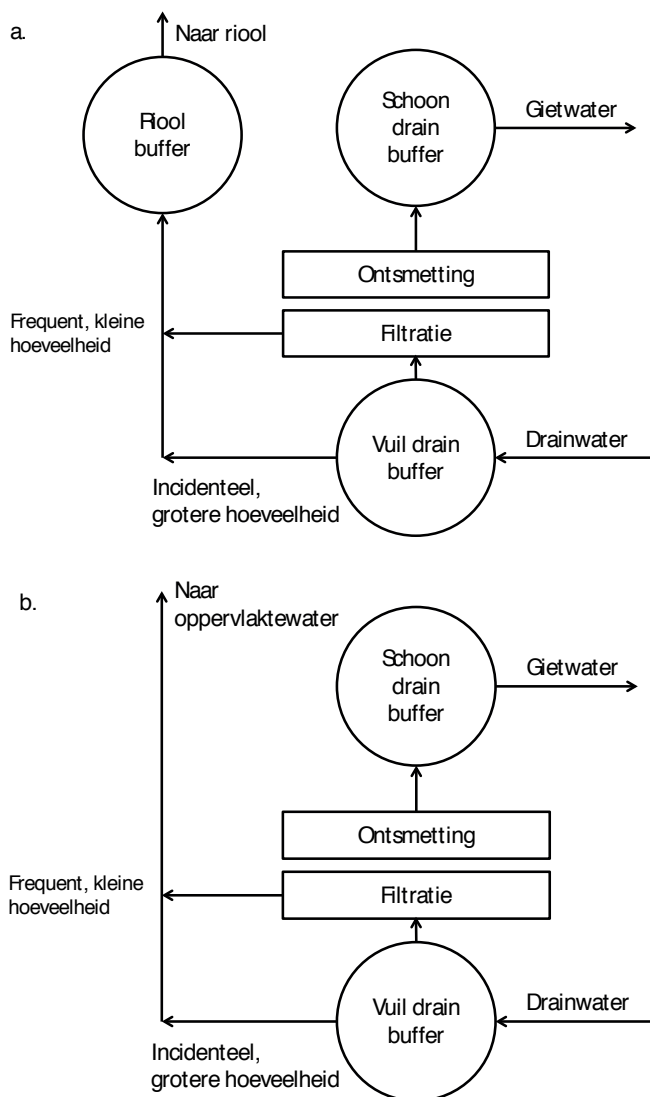 a.
Naar riool
Riool
buffer
Schoon
drain
buffer
Gietwater
Ontsmetting
Frequent, kleine
hoeveelheid
Filtratie
Vuil drain
buffer
Drainwater
Incidenteel,
grotere hoeveelheid
b.
Naar
oppervlaktewater
Schoon
drain
buffer
Gietwater
Ontsmetting
Frequent, kleine
hoeveelheid
Filtratie
Vuil drain
buffer
Drainwater
Incidenteel,
grotere hoeveelheid